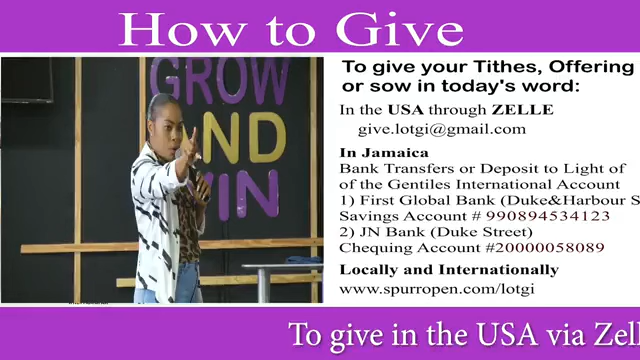 How to Give
GROW
AND
WIN
To give your Tithes, Offering
or sow in today's word:
In the USA through ZELLE
give.lotgi@gmail.com
In Jamaica
Bank Transfers or Deposit to Light of
of the Gentiles International Account
1) First Global Bank (Duke&Harbour S
Savings Account # 990894534123
2) JN Bank (Duke Street)
Chequing Account #20000058089
Locally and Internationally
www.spurropen.com/lotgi
To give in the USA via Zell